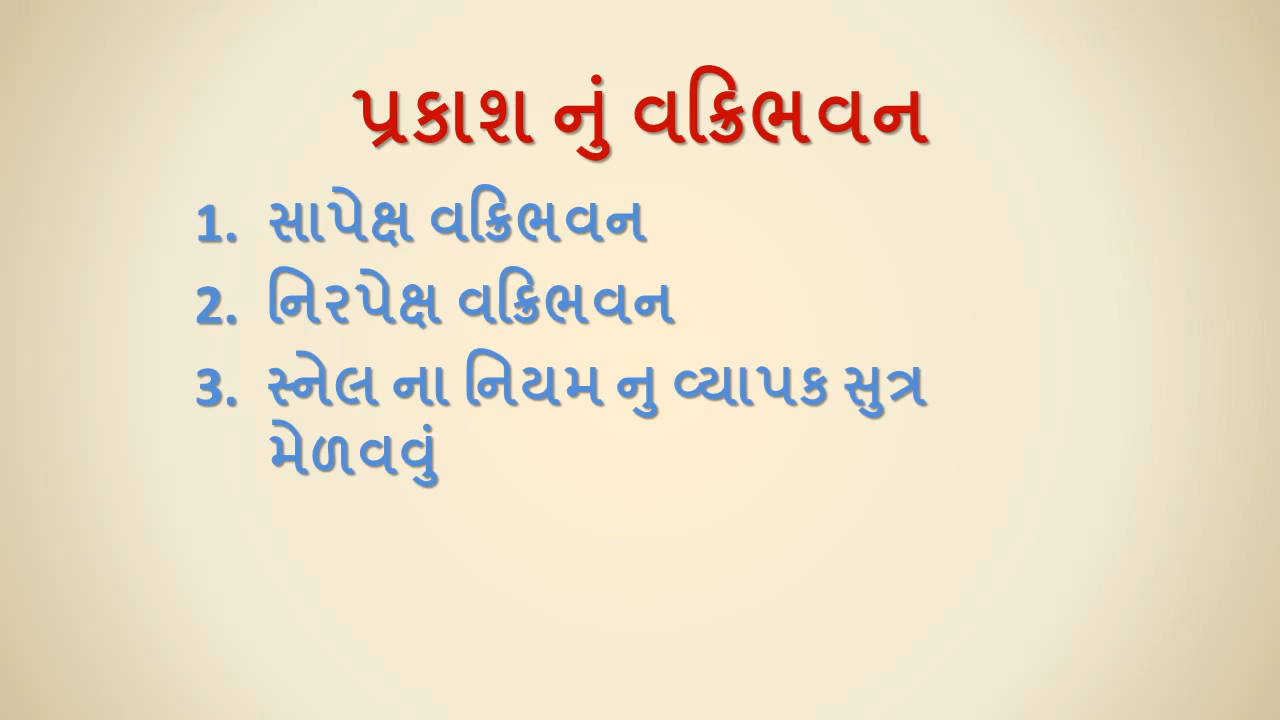 પ્રકાશ નું વક્રિભવન
1. સાપેક્ષ વક્રિભવન
2. નિરપેક્ષ વક્રિભવન
3. સ્નેલ ના નિયમ નુ વ્યાપક સુત્ર
મેળવવું